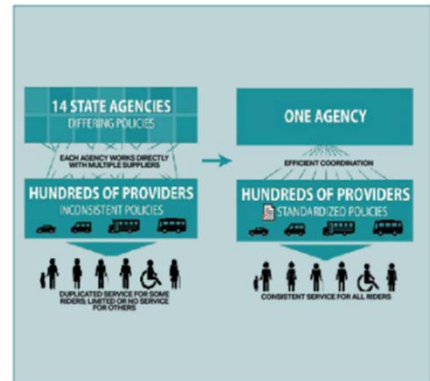 14 STATE AGENCIES
DIFFERING POLICIES
EACH AGENCY WORKS DIRECTLY
WITH MULTIPLE SUPPLIERS
HUNDREDS OF PROVIDERS
INCONSISTENT POLICIES
DUPLICATED SERVICE FOR SOME
RIDERS; LIMITED OR NO SERVICE
FOR OTHERS
ONE AGENCY
EFFICIENT COORDINATION
HUNDREDS OF PROVIDERS
STANDARDIZED POLICIES
CONSISTENT SERVICE FOR ALL RIDERS